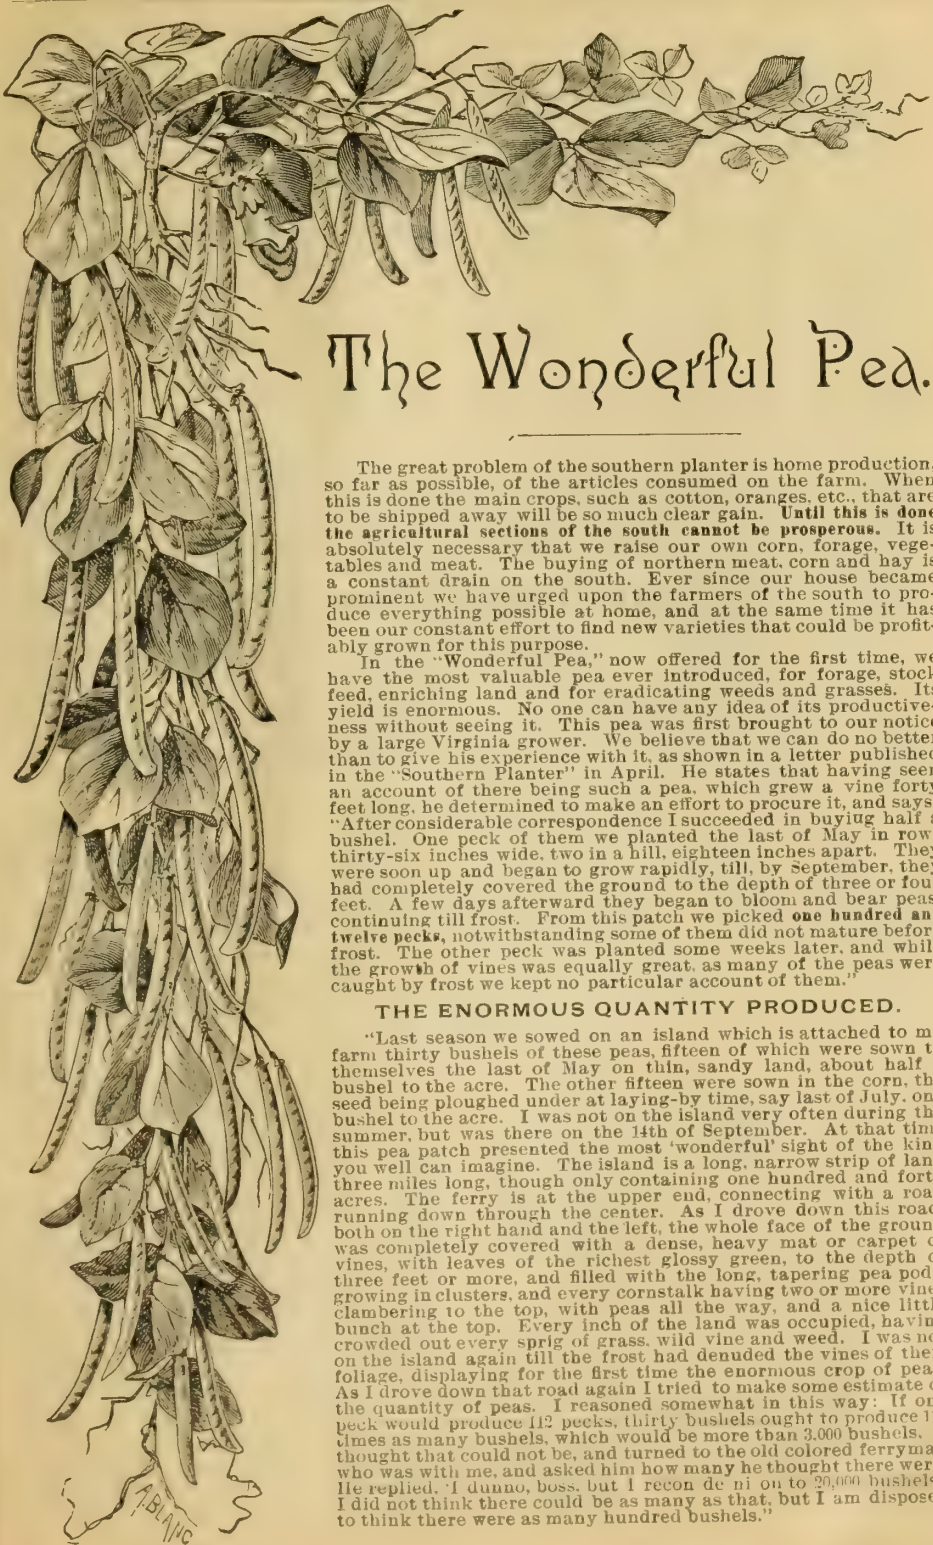 The Wonderful Pea.
The great problem of the southern planter is home production,
so far as possible, of the articles consumed on the farm. When
this is done the main crops, such as cotton, oranges, etc., that are
to be shipped away will be so much clear gain. Until this is done
the agricultural sections of the south cannot be prosperous. It is
absolutely necessary that we raise our own corn, forage, vege-
tables and meat. The buying of northern meat, corn and hay is
a constant drain on the south. Ever since our house became
prominent we have urged upon the farmers of the south to pro-
duce everything possible at home, and at the same time it has
been our constant effort to find new varieties that could be profit-
ably grown for this purpose.
In the "Wonderful Pea," now offered for the first time, we
have the most valuable pea ever introduced, for forage, stock
feed, enriching land and for eradicating weeds and grasses. Its
yield is enormous. No one can have any idea of its productive-
ness without seeing it. This pea was first brought to our notice
by a large Virginia grower. We believe that we can do no better
than to give his experience with it, as shown in a letter published
in the "Southern Planter" in April. He states that having seen
an account of there being such a pea, which grew a vine forty
feet long, he determined to make an effort to procure it, and says
"After considerable correspondence I succeeded in buying half a
bushel. One peck of them we planted the last of May in row
thirty-six inches wide, two in a hill, eighteen inches apart. They
were soon up and began to grow rapidly, till, by September, they
had completely covered the ground to the depth of three or fou
feet. A few days afterward they began to bloom and bear peas
continuing till frost. From this patch we picked one hundred an
twelve pecks, notwithstanding some of them did not mature befor
frost. The other peck was planted some weeks later, and whil
the growth of vines was equally great, as many of the peas wer
caught by frost we kept no particular account of them."
THE ENORMOUS QUANTITY PRODUCED.
"Last season we sowed on an island which is attached to m
farm thirty bushels of these peas, fifteen of which were sown t
themselves the last of May on thin, sandy land, about half
bushel to the acre. The other fifteen were sown in the corn, th
seed being ploughed under at laying-by time, say last of July, on
bushel to the acre. I was not on the island very often during th
summer, but was there on the 14th of September. At that tim
this pea patch presented the most 'wonderful' sight of the kin
you well can imagine. The island is a long, narrow strip of lan
three miles long, though only containing one hundred and fort
acres. The ferry is at the upper end, connecting with a roa
running down through the center. As I drove down this road
both on the right hand and the left, the whole face of the groun
was completely covered with a dense, heavy mat or carpet o
vines, with leaves of the richest glossy green, to the depth o
three feet or more, and filled with the long, tapering pea pod
growing in clusters, and every cornstalk having two or more vine
clambering to the top, with peas all the way, and a nice littl
bunch at the top. Every inch of the land was occupied, havin
crowded out every sprig of grass, wild vine and weed. I was no
on the island again till the frost had denuded the vines of thei
foliage, displaying for the first time the enormous crop of pea
As I drove down that road again I tried to make some estimate o
the quantity of peas. I reasoned somewhat in this way: If on
peck would produce 112 pecks, thirty bushels ought to produce 11
times as many bushels, which would be more than 3,000 bushels.
thought that could not be, and turned to the old colored ferryma
who was with me, and asked him how many he thought there wer
He replied, 'I dunno, boss, but I recon de ni on to 20,000 bushels
I did not think there could be as many as that, but I am dispose
to think there were as many hundred bushels."
A. BLANC